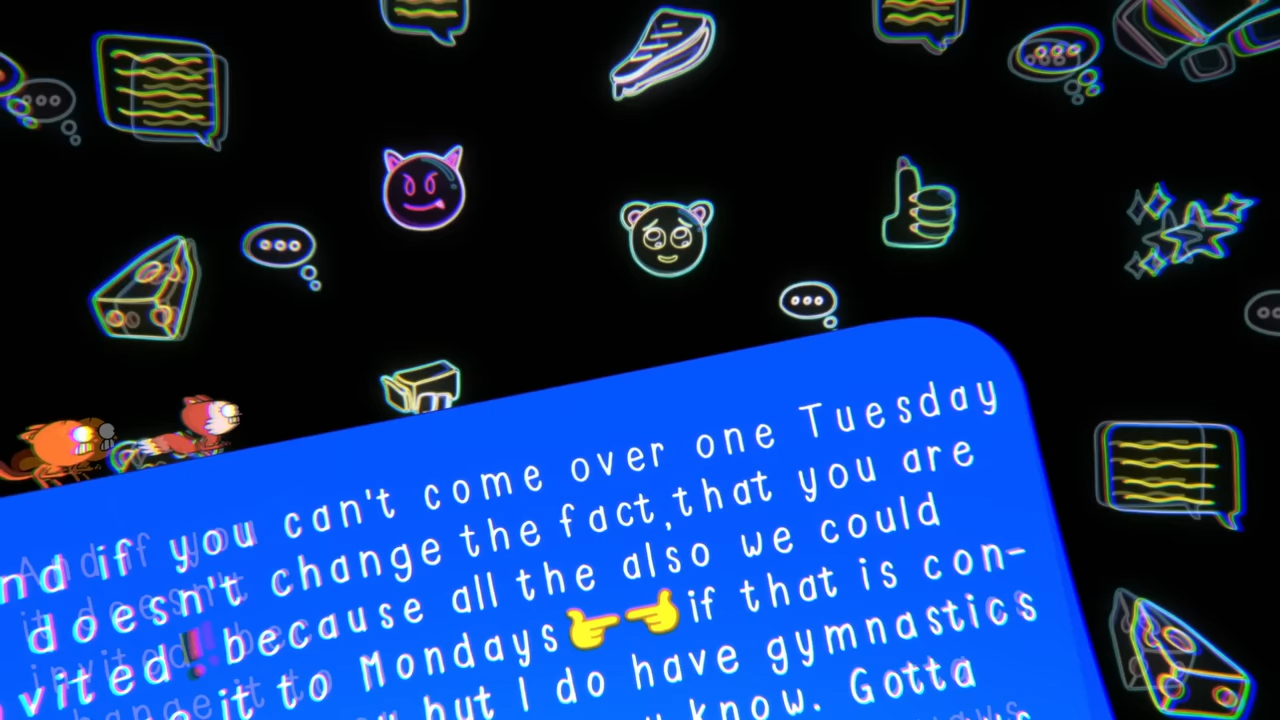 nd if you can't come over one Tuesday
doesn't change the fact, that you are
vited! because all the also we could
it to Mondays 👉👈 if that is con-
but I do have gymnastics
know. Gotta